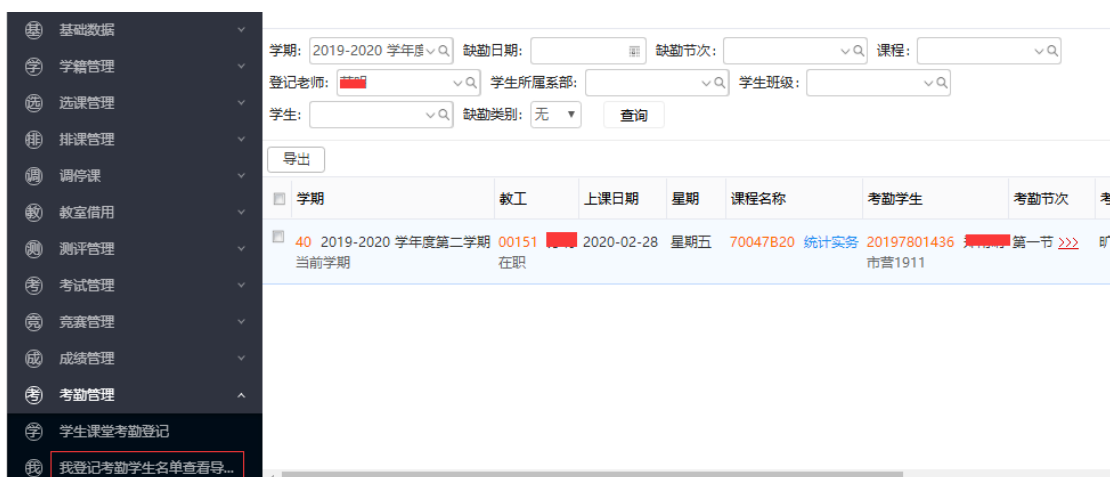 基础数据
学籍管理
选课管理
排课管理
调停课
教室借用
测评管理
考试管理
竞赛管理
成绩管理
考勤管理
学生课堂考勤登记
我登记考勤学生名单查看导...
学期: 2019-2020 学年度 缺勤日期: 缺勤节次: 课程:
登记老师: 学生所属系部: 学生班级:
学生: 缺勤类别: 无 查询
导出
学期 教工 上课日期 星期 课程名称 考勤学生 考勤节次
40 2019-2020 学年度第二学期 00151 2020-02-28 星期五 70047B20 统计实务 20197801436 第一节 >>>
当前学期 在职 市营1911